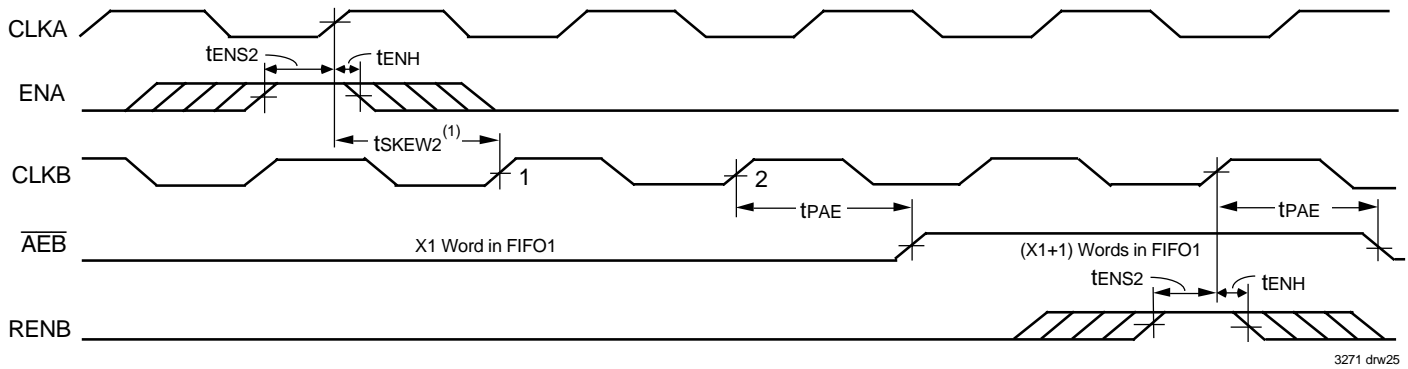 CLKA
tENS2
tENH
ENA
tSKEW2(1)
CLKB
1
2
tPAE
tPAE
AEB
X1 Word in FIFO1
(X1+1) Words in FIFO1
tENS2
tENH
RENB
3271 drw25